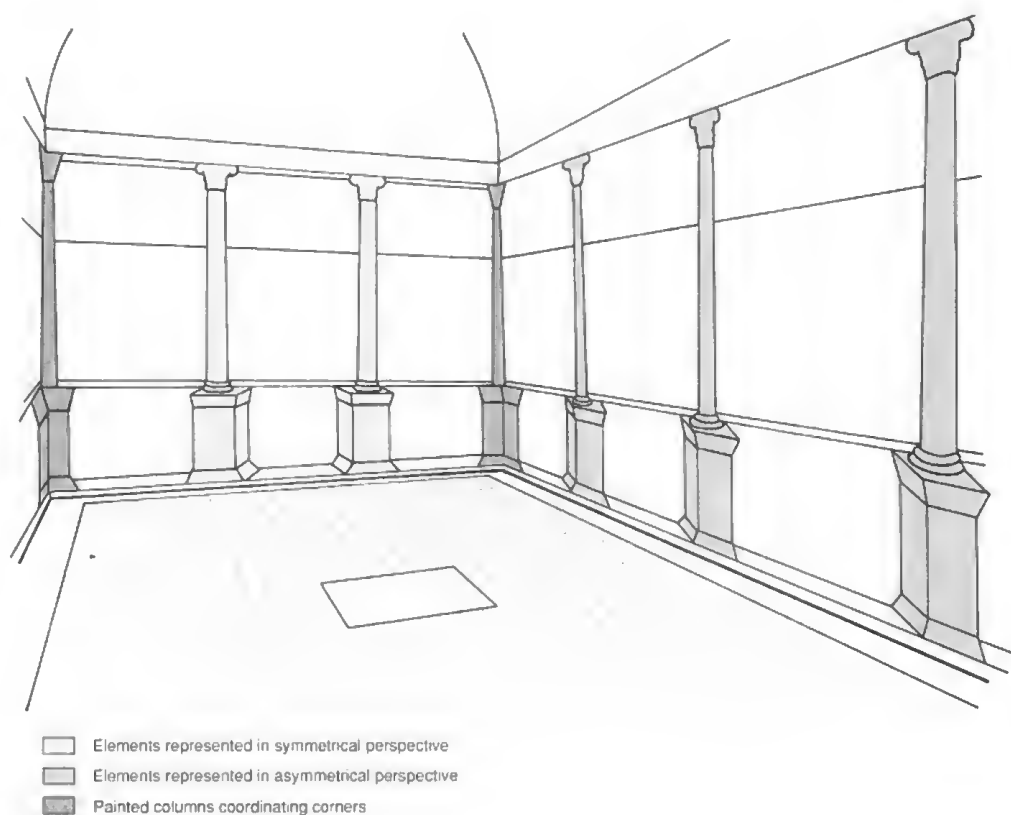 Elements represented in symmetrical perspective
Elements represented in asymmetrical perspective
Painted columns coordinating corners